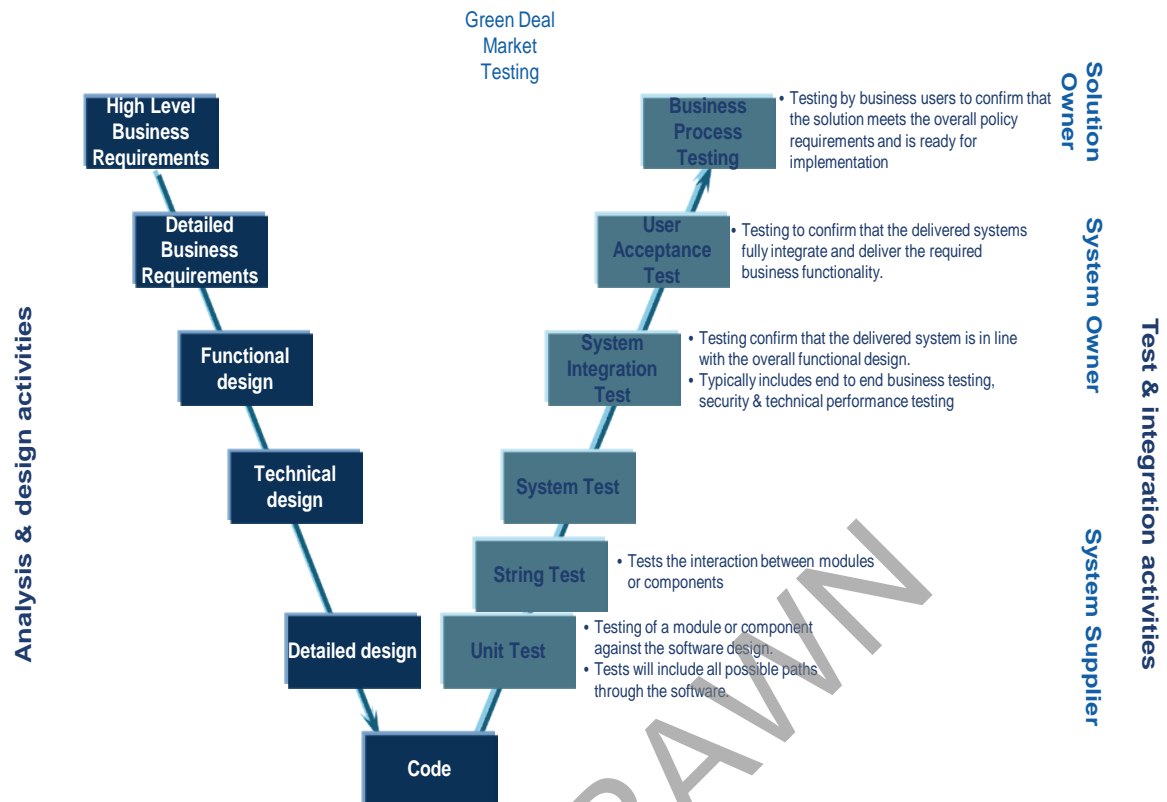 Green Deal
Market
Testing
Analysis & design activities
High Level
Business
Requirements
Detailed
Business
Requirements
Functional
design
Technical
design
Detailed design
Code
Business
Process
Testing
• Testing by business users to confirm that
the solution meets the overall policy
requirements and is ready for
implementation
User
Acceptance
Test
• Testing to confirm that the delivered systems
fully integrate and deliver the required
business functionality.
System
Integration
Test
• Testing confirm that the delivered system is in line
with the overall functional design.
• Typically includes end to end business testing,
security & technical performance testing
System Test
String Test
• Tests the interaction between modules
or components
Unit Test
• Testing of a module or component
against the software design.
• Tests will include all possible paths
through the software.
Solution
Owner
System Owner
System Supplier
Test & integration activities
RAWN